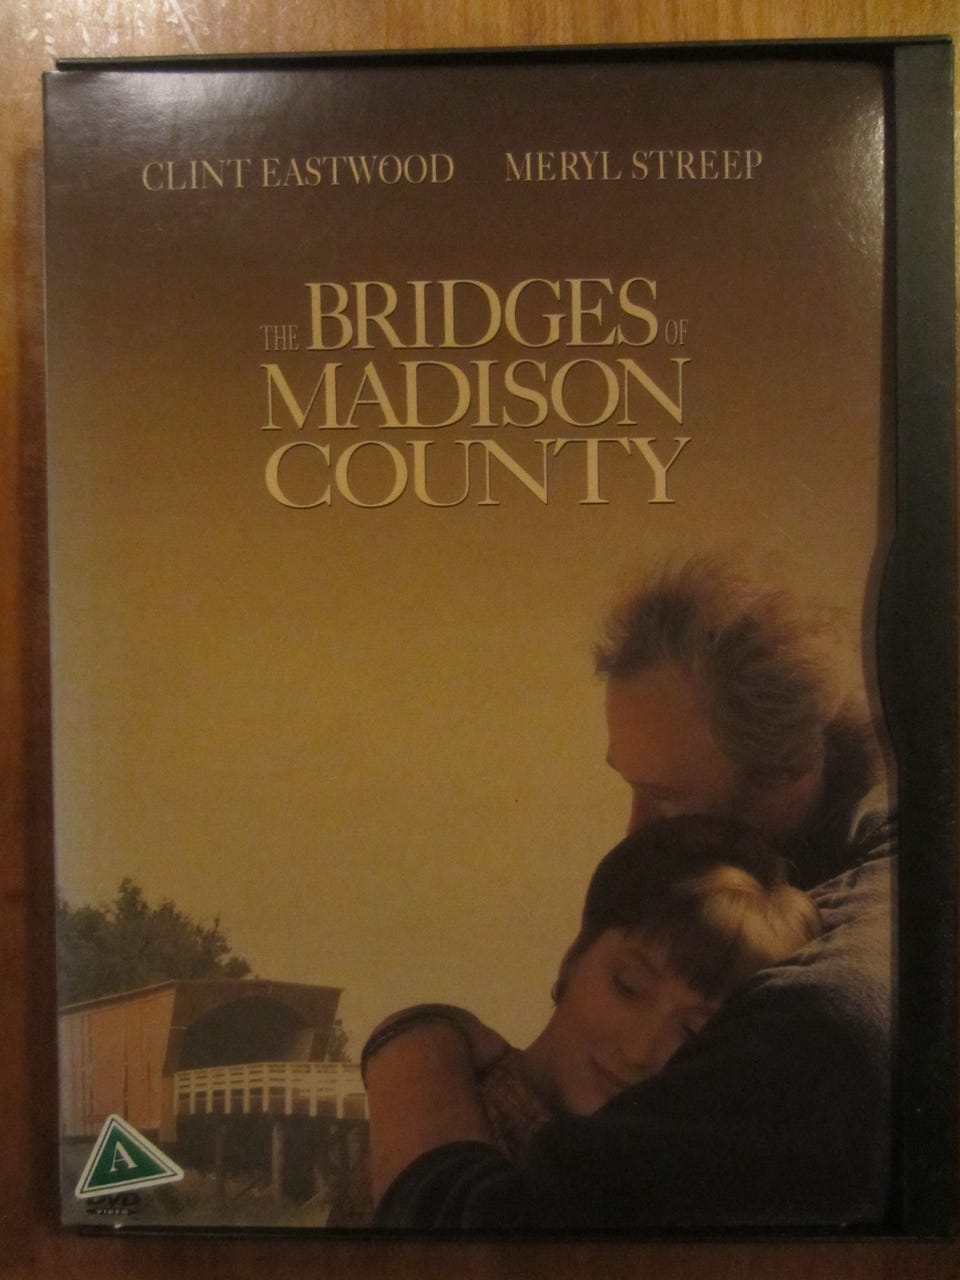 CLINT EASTWOOD MERYL STREEP
THE BRIDGES OF
MADISON
COUNTY
A
DVD
VIDEO